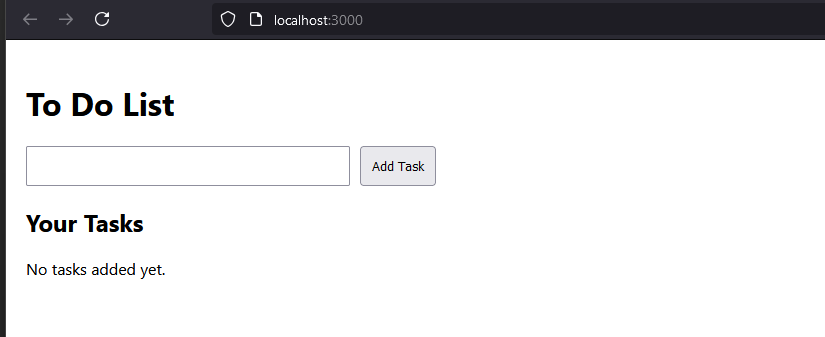 localhost:3000
To Do List
Add Task
Your Tasks
No tasks added yet.